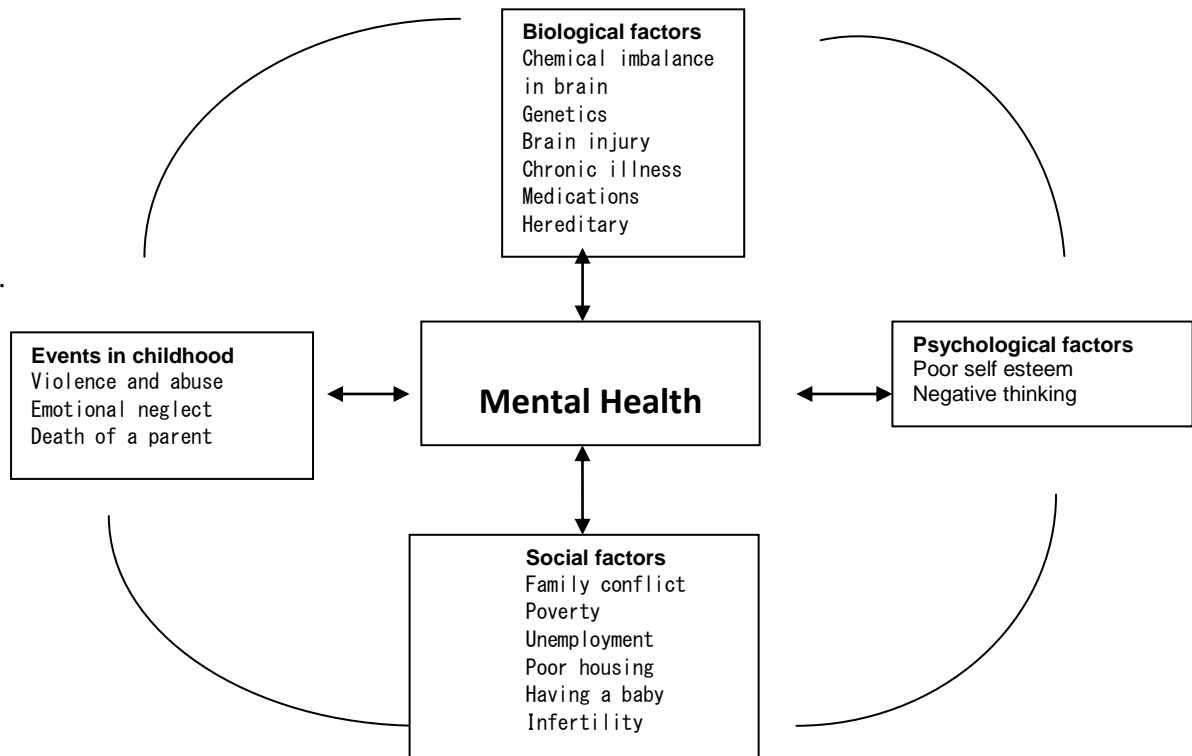 Biological factors
Chemical imbalance
in brain
Genetics
Brain injury
Chronic illness
Medications
Hereditary
.
Events in childhood
Violence and abuse
Emotional neglect
Death of a parent
Mental Health
Psychological factors
Poor self esteem
Negative thinking
Social factors
Family conflict
Poverty
Unemployment
Poor housing
Having a baby
Infertility